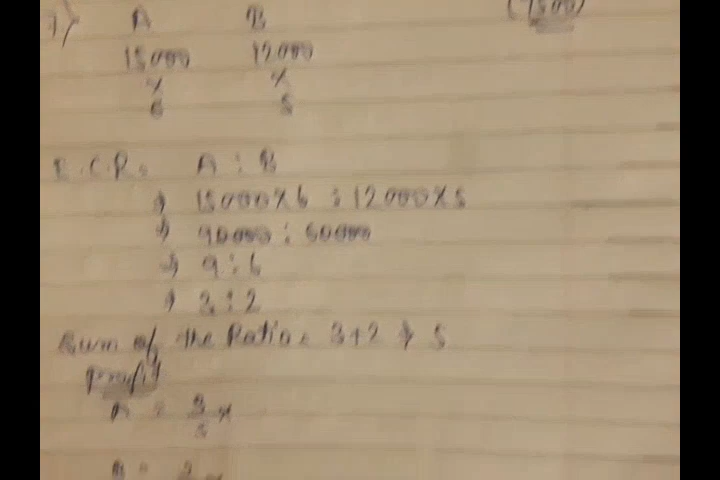 7) A B (7500)
15000 12000
× ×
6 5
E.C.R = A : B
⇒ 15000×6 : 12000×5
⇒ 90000 : 60000
⇒ 9 : 6
⇒ 3 : 2
Sum of the Ratio = 3+2 ⇒ 5
profit
A = 3/5 ×